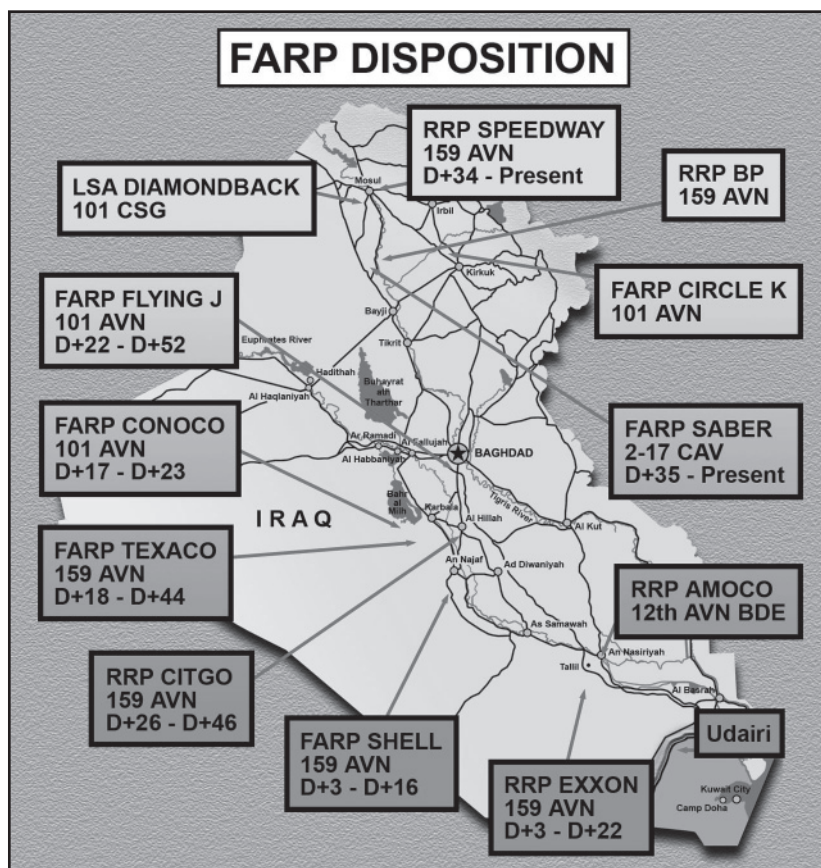 FARP DISPOSITION
RRP SPEEDWAY
159 AVN
D+34 - Present
LSA DIAMONDBACK
101 CSG
RRP BP
159 AVN
Mosul
Irbil
Kirkuk
FARP FLYING J
101 AVN
D+22 - D+52
FARP CIRCLE K
101 AVN
Bayji
Tikrit
Euphrates River
Hadithah
Al Haqlaniyah
Buhayrat
ath
Tharthar
FARP CONOCO
101 AVN
D+17 - D+23
FARP SABER
2-17 CAV
D+35 - Present
Ar Ramadi
Al Fallujah
Al Habbaniyah
BAGHDAD
Bahr
al
Milh
Karbala
Tigris River
IRAQ
Al Hillah
Al Kut
FARP TEXACO
159 AVN
D+18 - D+44
An Najaf
Ad Diwaniyah
RRP AMOCO
12th AVN BDE
As Samawah
An Nasiriyah
Tallil
Al Basrah
RRP CITGO
159 AVN
D+26 - D+46
FARP SHELL
159 AVN
D+3 - D+16
RRP EXXON
159 AVN
D+3 - D+22
Udairi
Kuwait City
Camp Doha